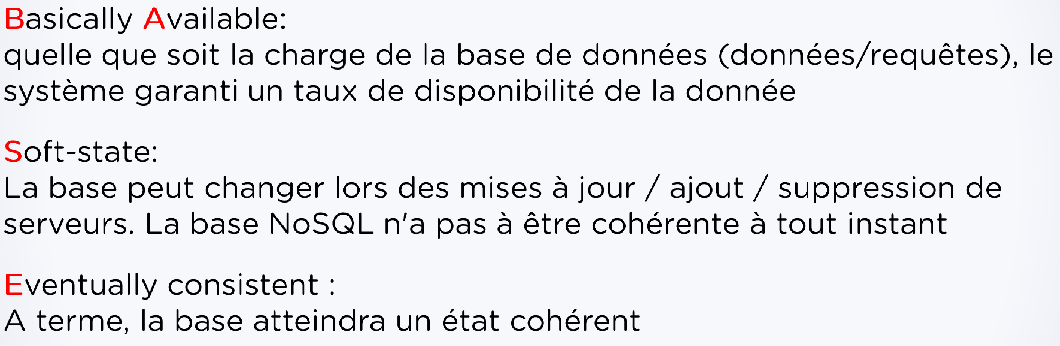 Basically Available:
quelle que soit la charge de la base de données (données/requêtes), le
système garanti un taux de disponibilité de la donnée
Soft-state:
La base peut changer lors des mises à jour / ajout / suppression de
serveurs. La base NoSQL n'a pas à être cohérente à tout instant
Eventually consistent :
A terme, la base atteindra un état cohérent